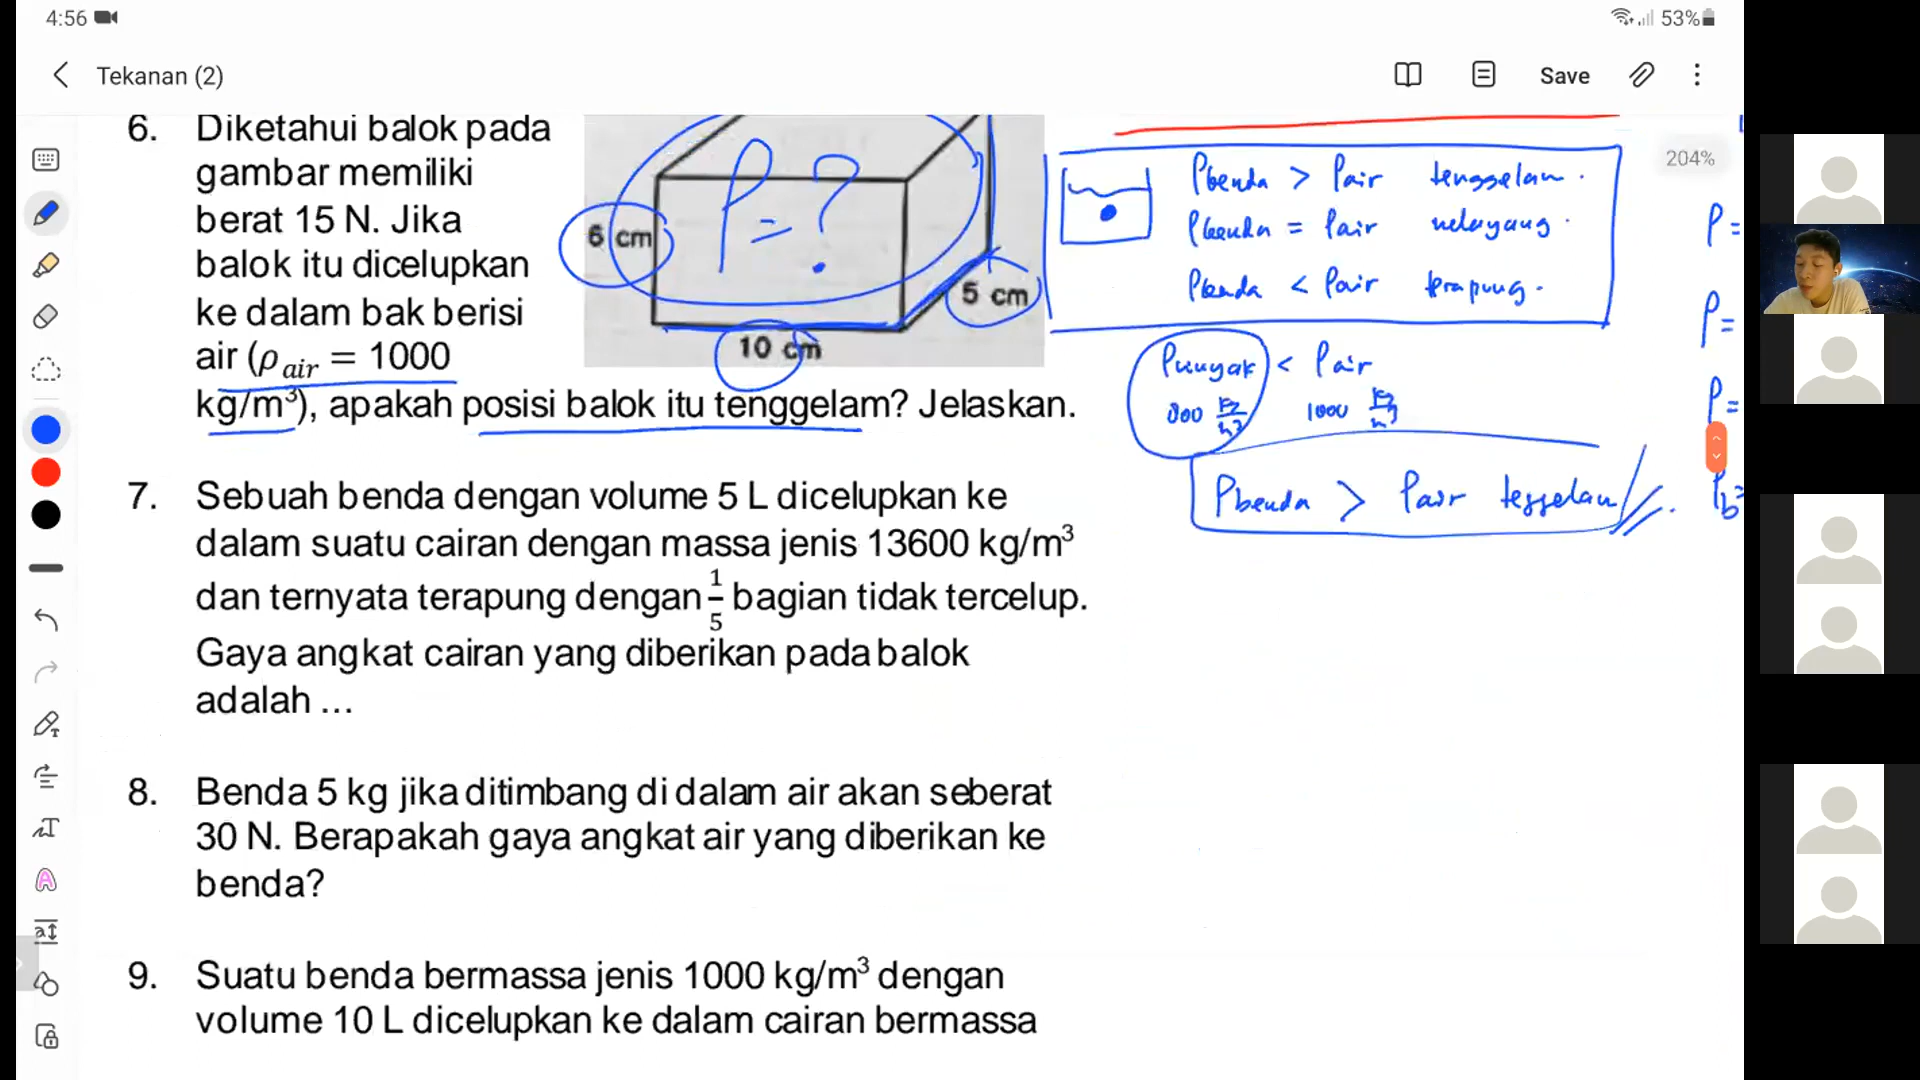 4:56
53%
Tekanan (2)
Save
204%
6. Diketahui balok pada
gambar memiliki
berat 15 N. Jika
balok itu dicelupkan
ke dalam bak berisi
air (ρ air = 1000
kg/m³), apakah posisi balok itu tenggelam? Jelaskan.
ρ = ?
6 cm
5 cm
10 cm
ρbenda > ρair tenggelam.
ρbenda = ρair melayang.
ρbenda < ρair terapung.
ρminyak < ρair
800 kg/m³ 1000 kg/m³
ρbenda > ρair
ρ=
ρ=
ρ=
ρb=
7. Sebuah benda dengan volume 5 L dicelupkan ke
dalam suatu cairan dengan massa jenis 13600 kg/m³
dan ternyata terapung dengan 1/5 bagian tidak tercelup.
Gaya angkat cairan yang diberikan pada balok
adalah ...
8. Benda 5 kg jika ditimbang di dalam air akan seberat
30 N. Berapakah gaya angkat air yang diberikan ke
benda?
9. Suatu benda bermassa jenis 1000 kg/m³ dengan
volume 10 L dicelupkan ke dalam cairan bermassa